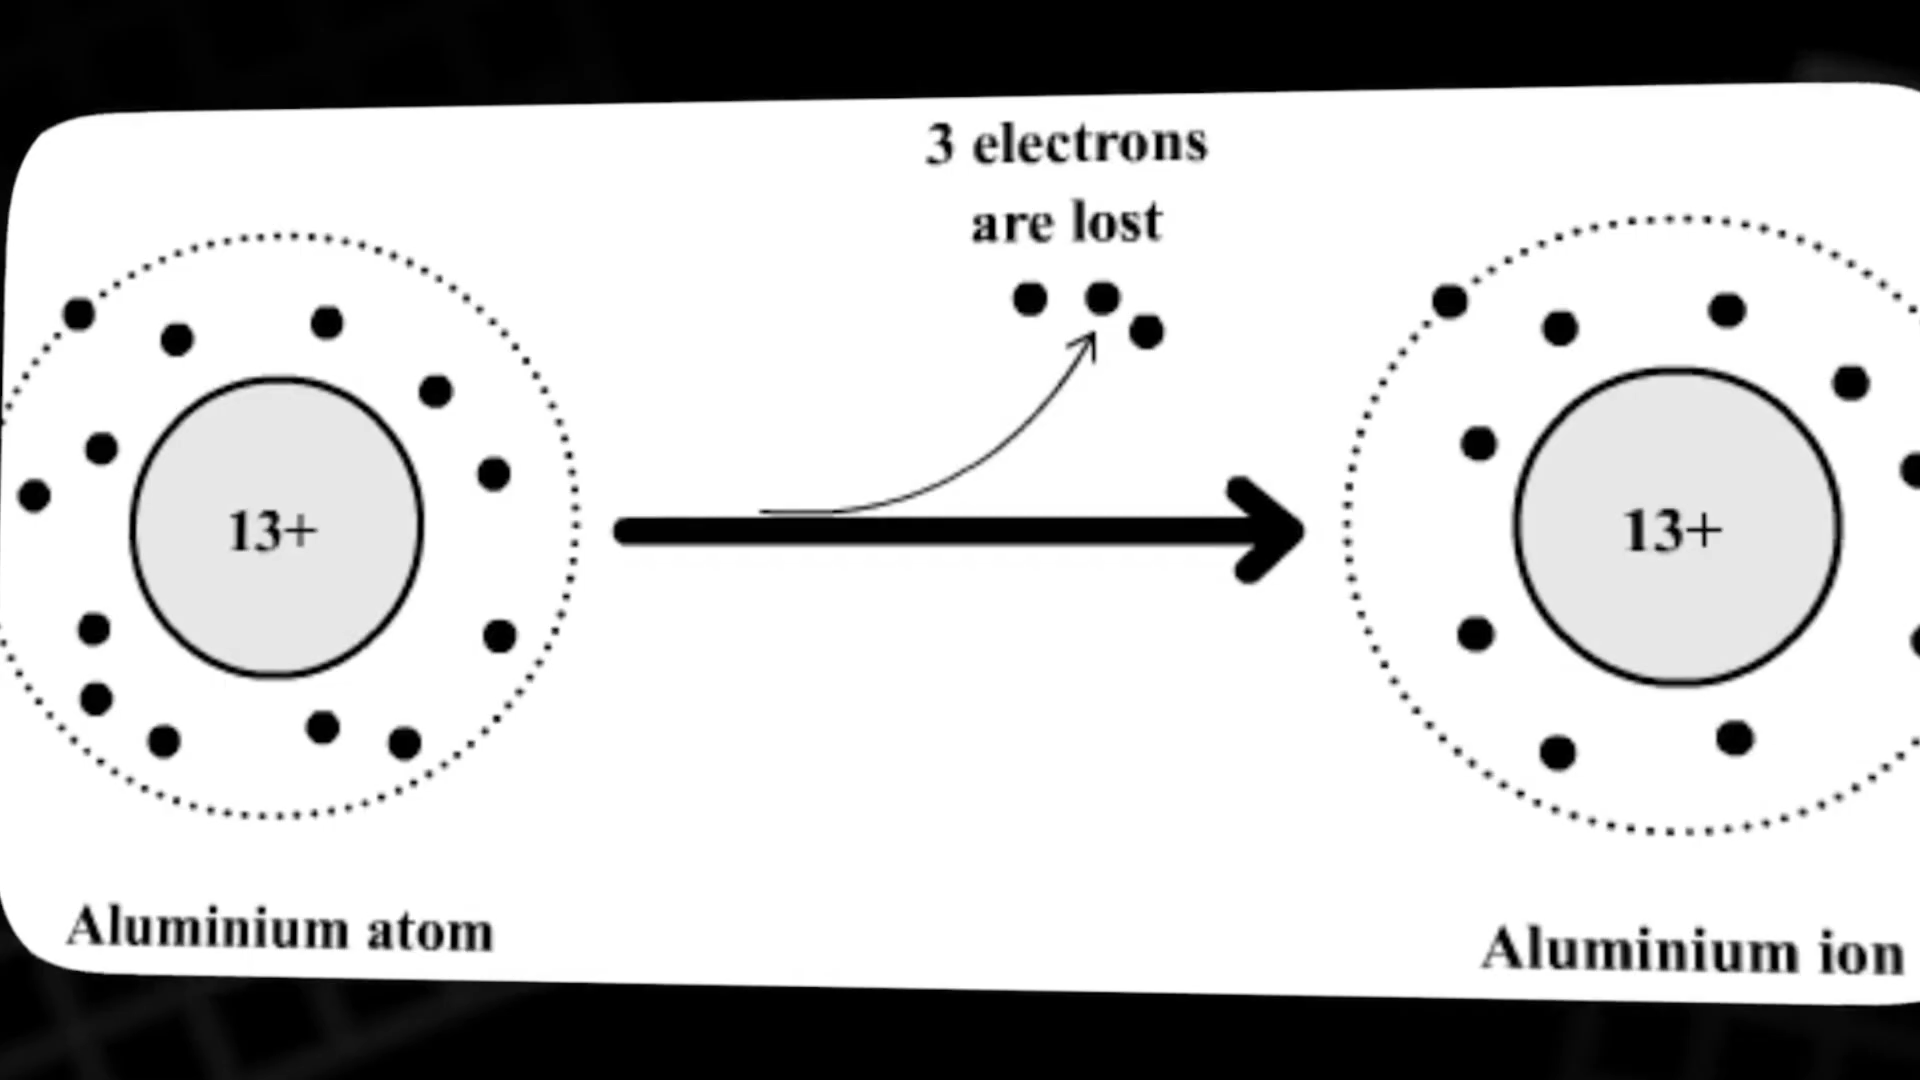 3 electrons
are lost
13+
13+
Aluminium atom
Aluminium ion